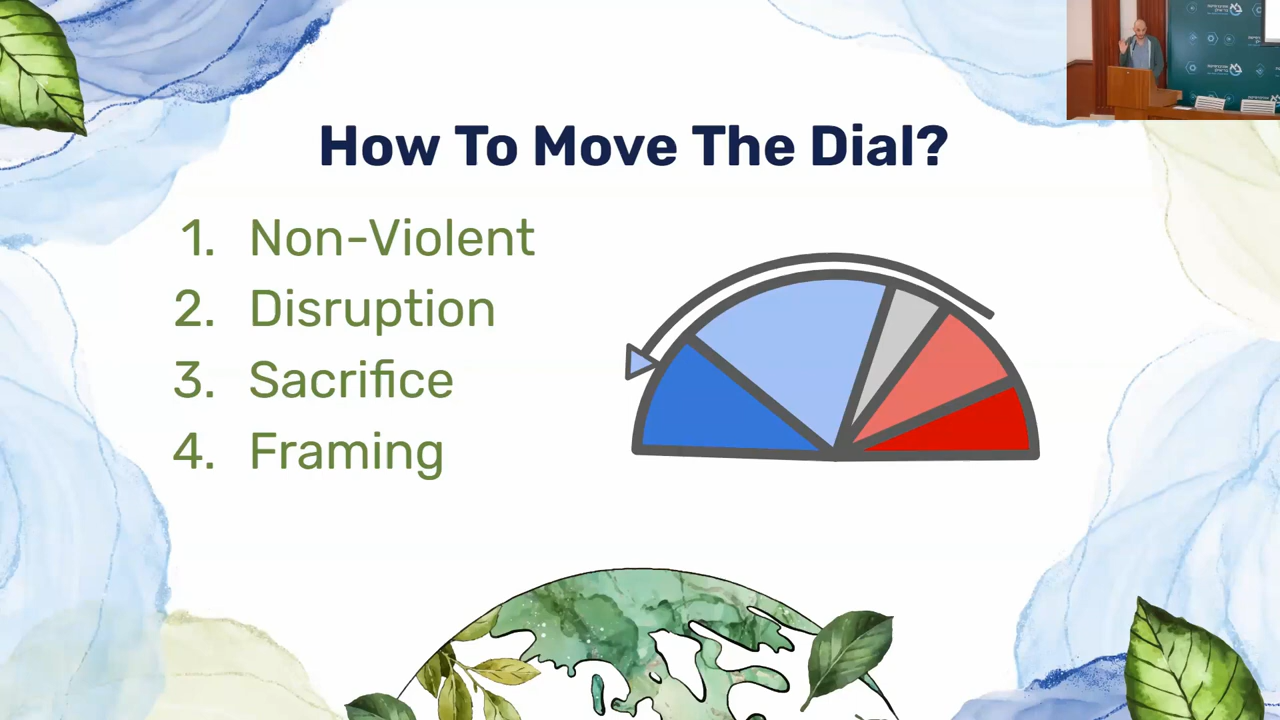 How To Move The Dial?
1. Non-Violent
2. Disruption
3. Sacrifice
4. Framing